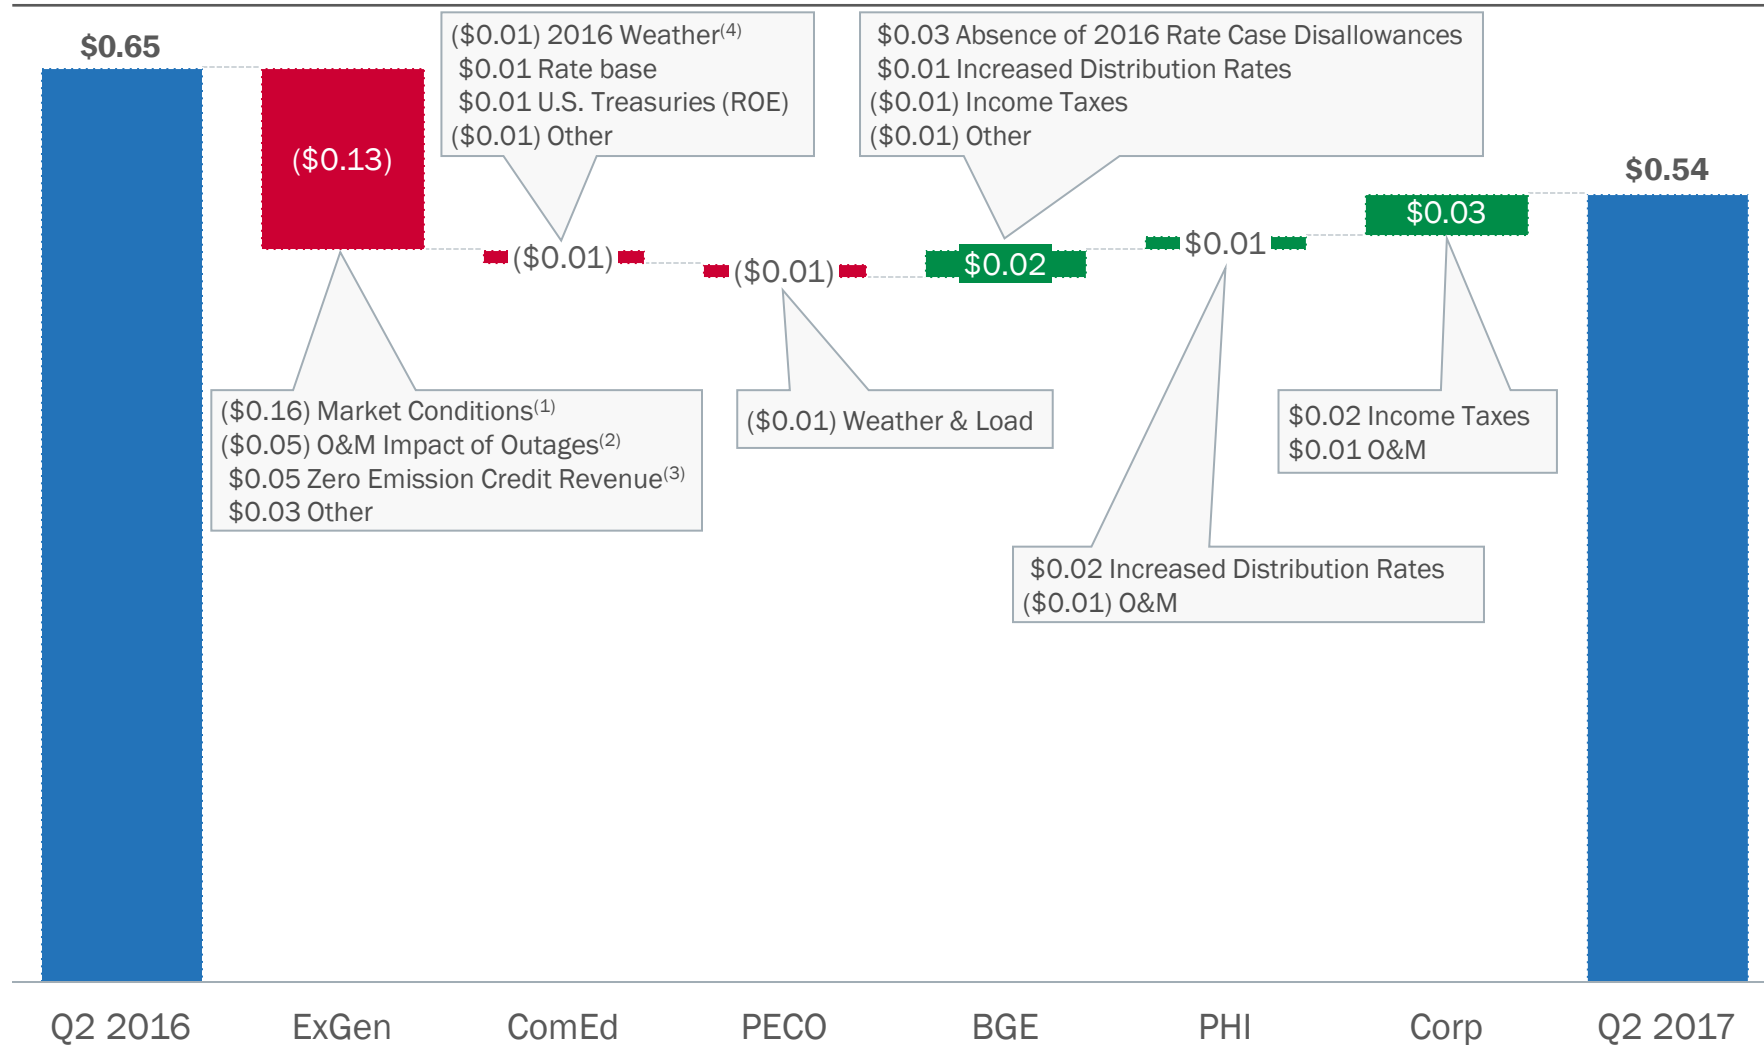 $0.65
($0.13)
($0.01) 2016 Weather(4)
$0.01 Rate base
$0.01 U.S. Treasuries (ROE)
($0.01) Other
$0.03 Absence of 2016 Rate Case Disallowances
$0.01 Increased Distribution Rates
($0.01) Income Taxes
($0.01) Other
$0.54
($0.01)
($0.01)
$0.02
$0.01
$0.03
($0.16) Market Conditions(1)
($0.05) O&M Impact of Outages(2)
$0.05 Zero Emission Credit Revenue(3)
$0.03 Other
($0.01) Weather & Load
$0.02 Income Taxes
$0.01 O&M
$0.02 Increased Distribution Rates
($0.01) O&M
Q2 2016 ExGen ComEd PECO BGE PHI Corp Q2 2017